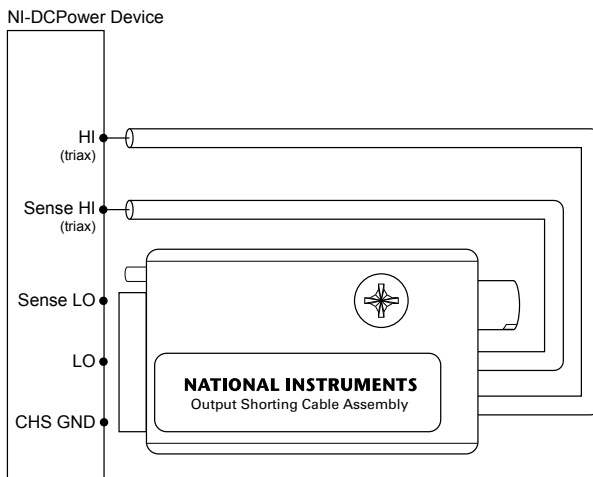 NI-DCPower Device
HI
(triax)
Sense HI
(triax)
Sense LO
LO
CHS GND
NATIONAL INSTRUMENTS
Output Shorting Cable Assembly